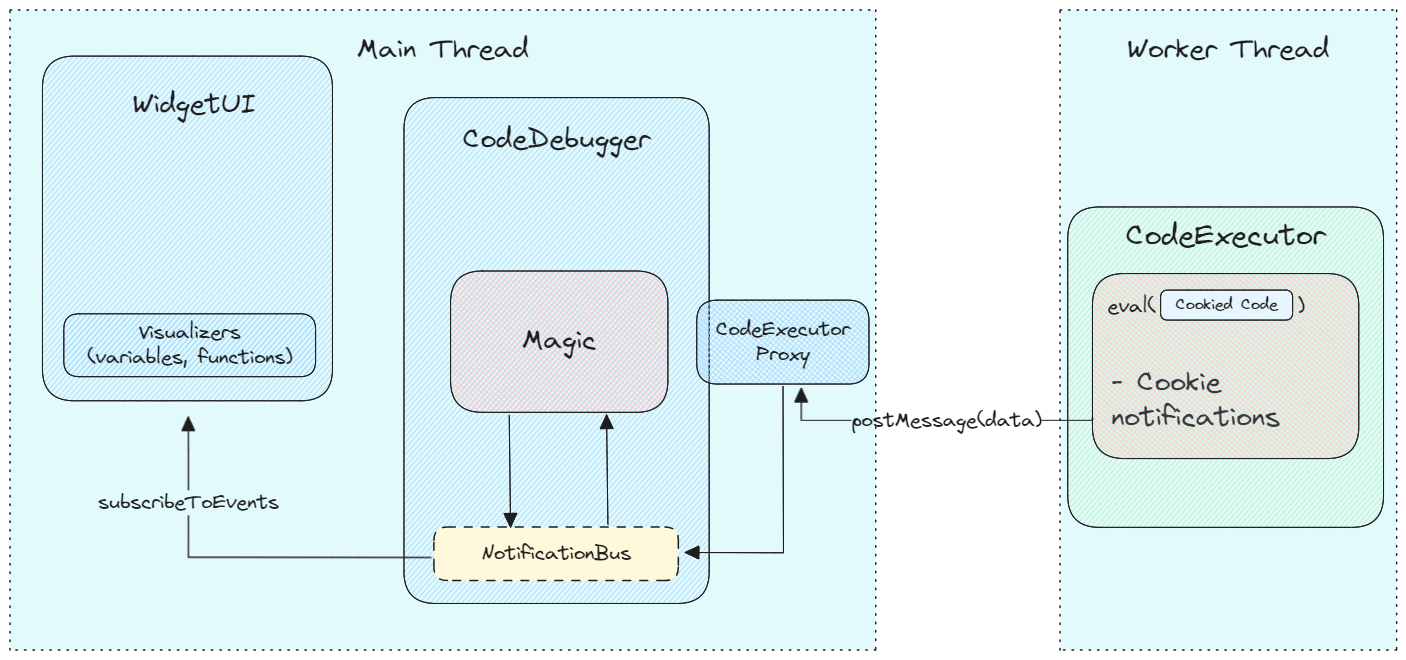 Main Thread
Worker Thread
WidgetUI
CodeDebugger
CodeExecutor
eval( Cookied Code )
Visualizers
(variables, functions)
Magic
CodeExecutor
Proxy
- Cookie
notifications
postMessage(data)
subscribeToEvents
NotificationBus